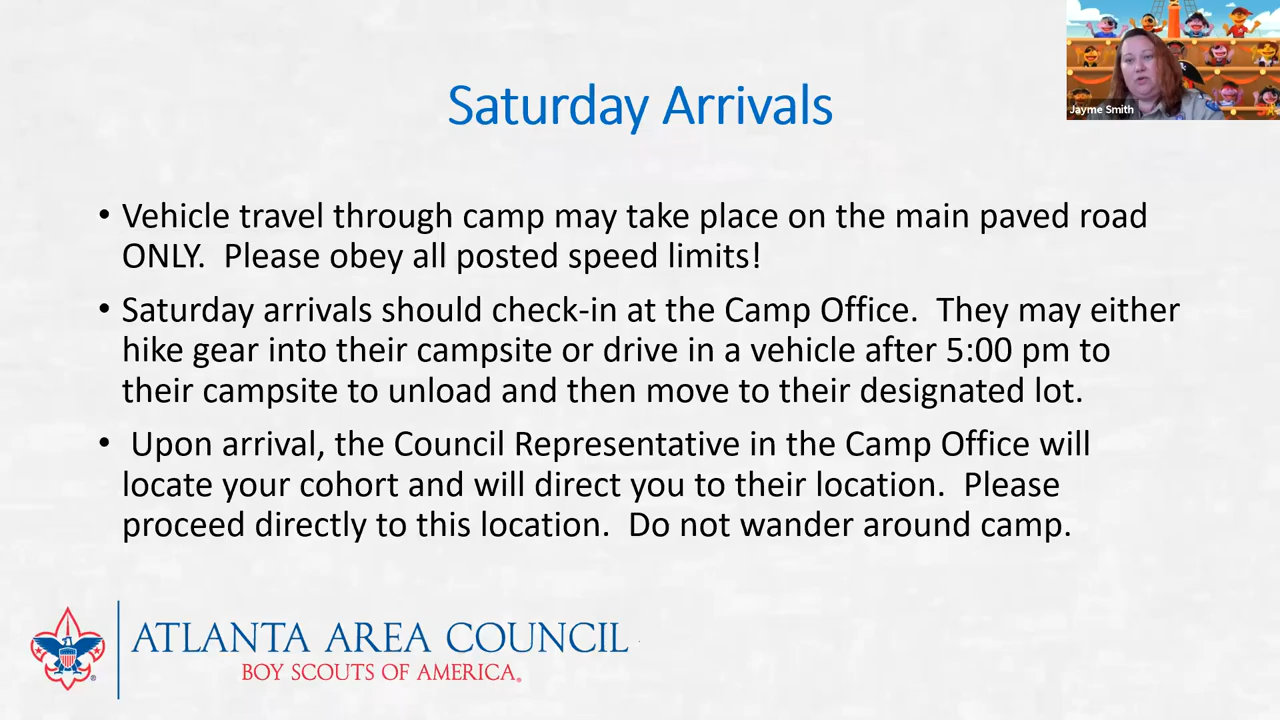 Saturday Arrivals
Jayme Smith
• Vehicle travel through camp may take place on the main paved road
ONLY.  Please obey all posted speed limits!
• Saturday arrivals should check-in at the Camp Office.  They may either
hike gear into their campsite or drive in a vehicle after 5:00 pm to
their campsite to unload and then move to their designated lot.
• Upon arrival, the Council Representative in the Camp Office will
locate your cohort and will direct you to their location.  Please
proceed directly to this location.  Do not wander around camp.
ATLANTA AREA COUNCIL
BOY SCOUTS OF AMERICA®